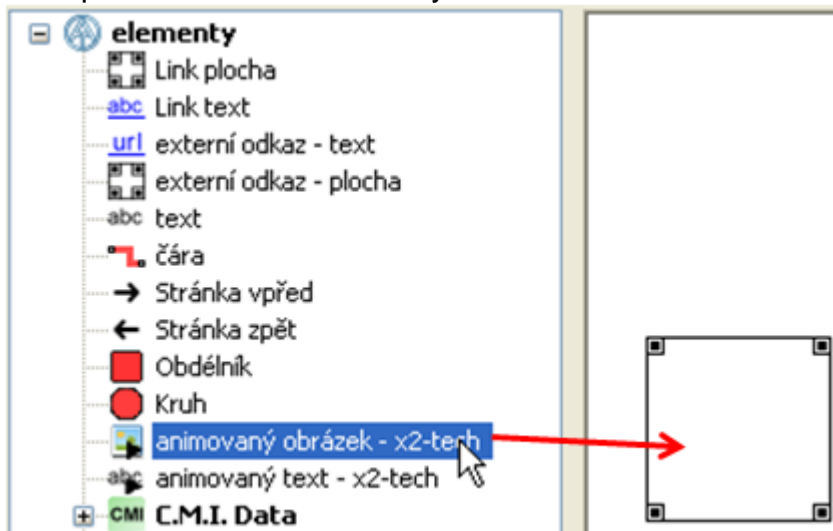 elementy
Link plocha
abc Link text
url externí odkaz - text
externí odkaz - plocha
abc text
čára
Stránka vpřed
Stránka zpět
Obdélník
Kruh
animovaný obrázek - x2-tech
abc animovaný text - x2-tech
CMI C.M.I. Data